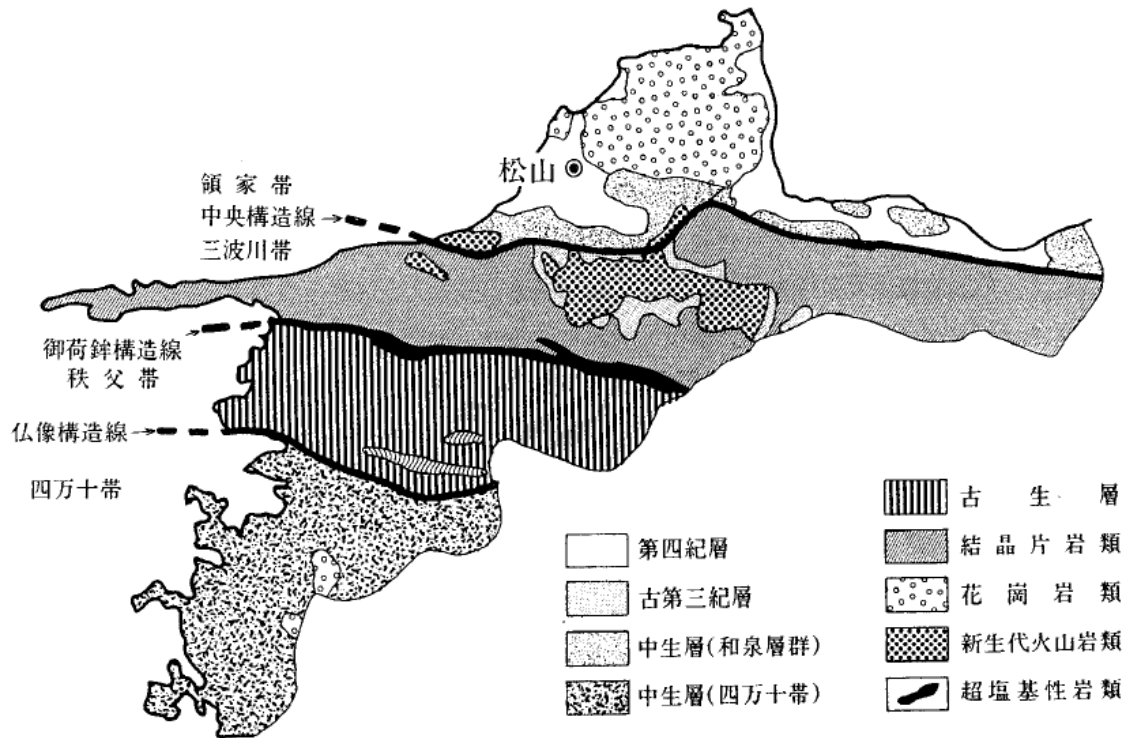 松山
領家帯
中央構造線
三波川帯
御荷鉾構造線
秩父帯
仏像構造線
四万十帯
第四紀層
古第三紀層
中生層(和泉層群)
中生層(四万十帯)
古生層
結晶片岩類
花崗岩類
新生代火山岩類
超塩基性岩類